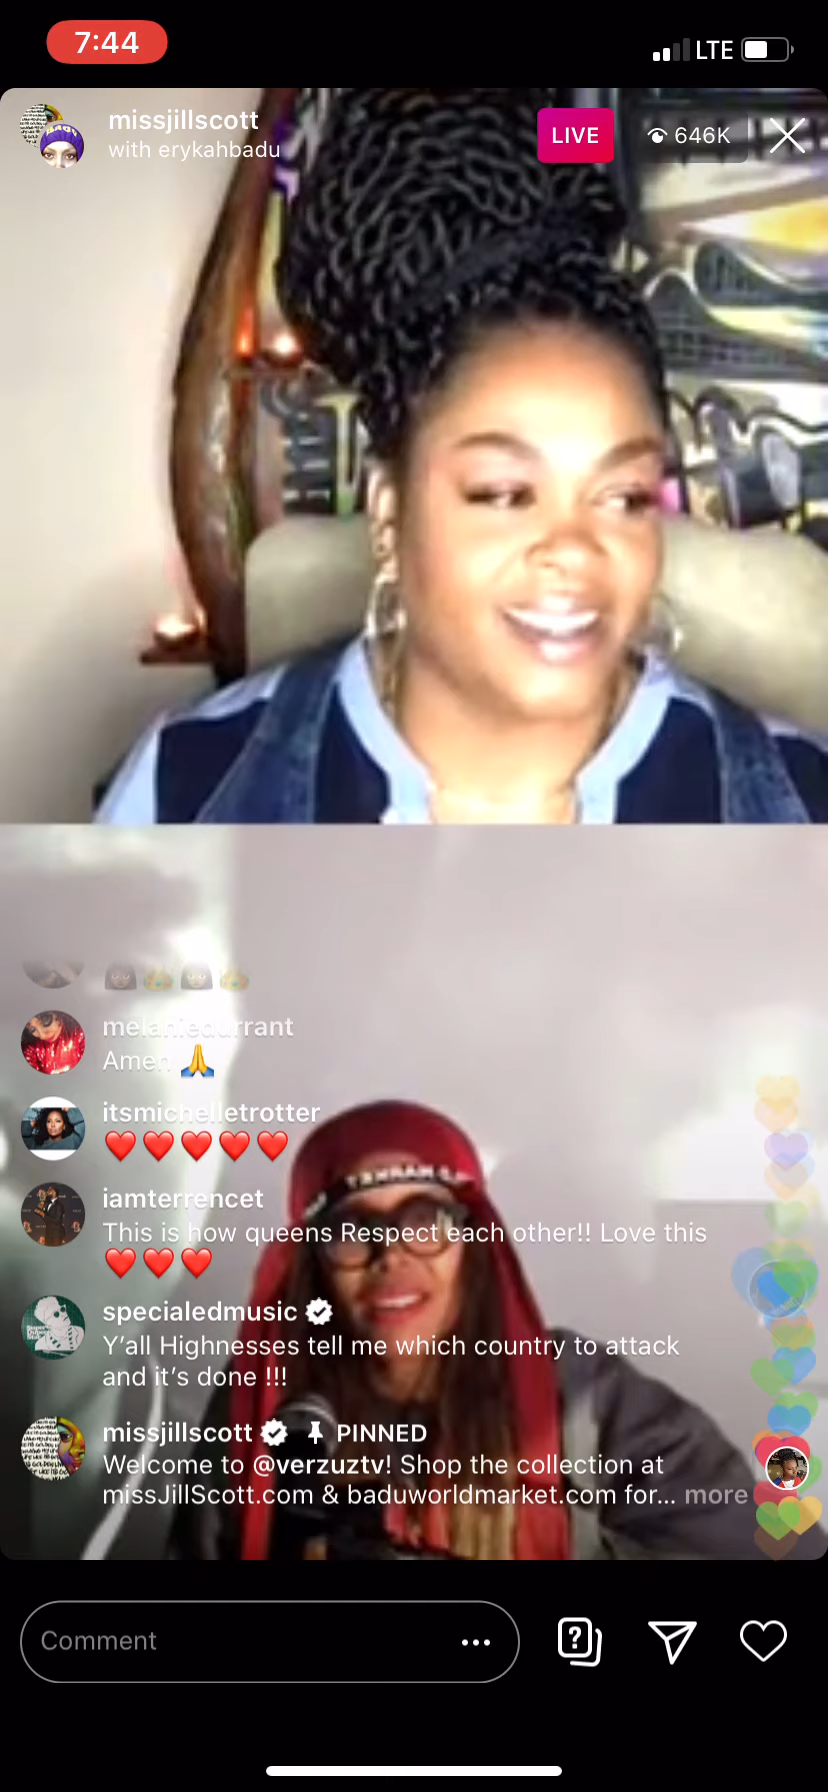 7:44
LTE
missjillscott
with erykahbadu
LIVE
646K
melaniedurrant
Amen 🙏
itsmichelletrotter
❤️❤️❤️❤️❤️
iamterrencet
This is how queens Respect each other!! Love this
❤️❤️❤️
specialedmusic
Y'all Highnesses tell me which country to attack
and it's done !!!
missjillscott PINNED
Welcome to @verzuztv! Shop the collection at
missJillScott.com & baduworldmarket.com for... more
Comment